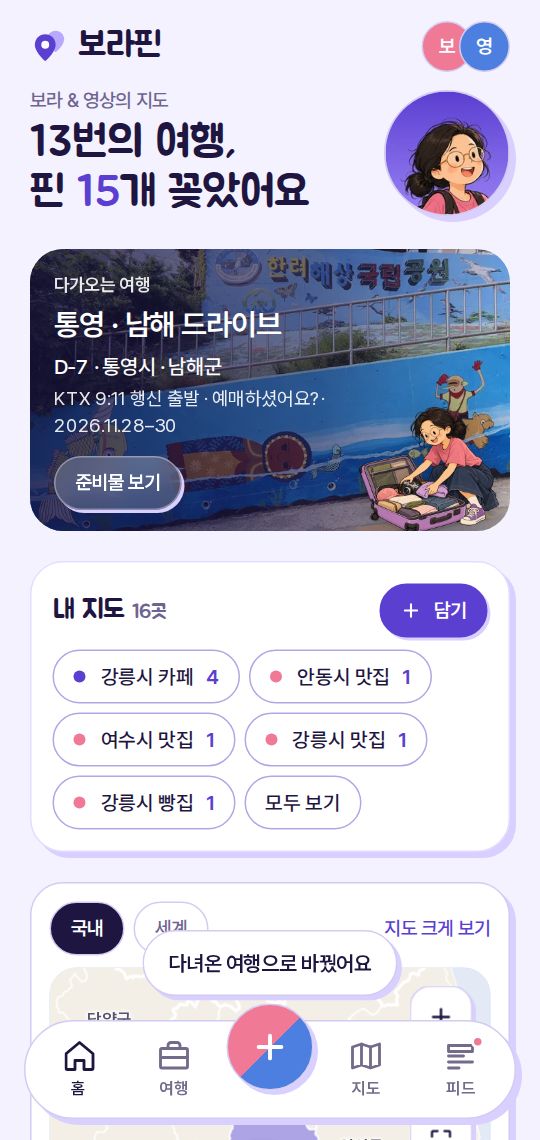 보라핀
보 영
보라 & 영상의 지도
13번의 여행,
핀 15개 꽂았어요
한려해상국립공원
다가오는 여행
통영 · 남해 드라이브
D-7 · 통영시 · 남해군
KTX 9:11 행신 출발 · 예매하셨어요? ·
2026.11.28–30
준비물 보기
내 지도 16곳
+ 담기
강릉시 카페 4
안동시 맛집 1
여수시 맛집 1
강릉시 맛집 1
강릉시 빵집 1
모두 보기
국내 세계 지도 크게 보기
다녀온 여행으로 바꿨어요
단양군
홈 여행 지도 피드